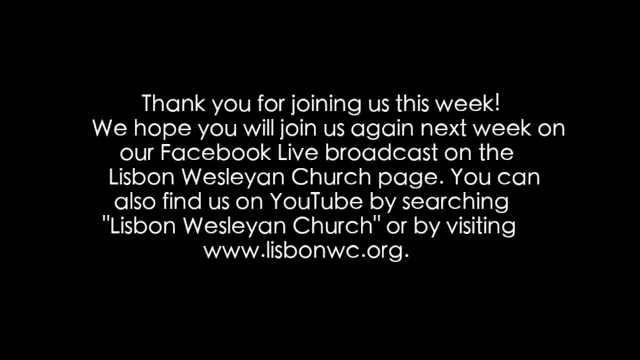 Thank you for joining us this week!
We hope you will join us again next week on
our Facebook Live broadcast on the
Lisbon Wesleyan Church page. You can
also find us on YouTube by searching
"Lisbon Wesleyan Church" or by visiting
www.lisbonwc.org.